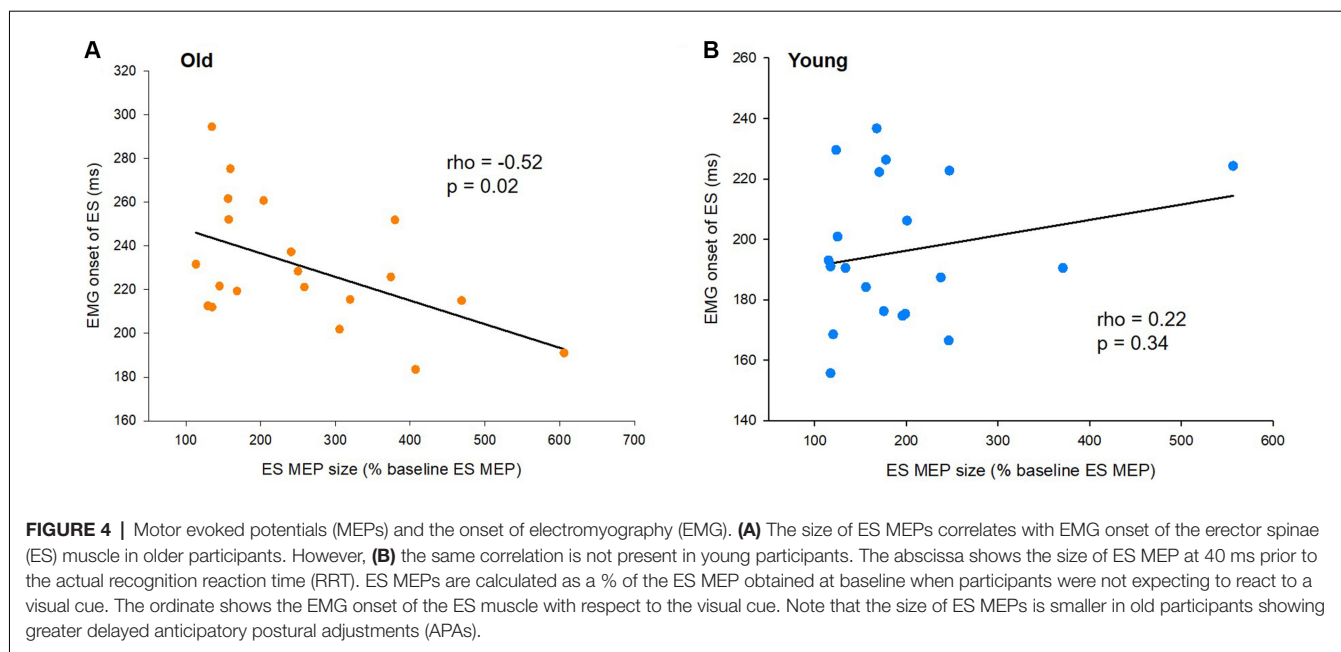 A
Old
320
300
280
260
240
220
200
180
160
EMG onset of ES (ms)
rho = -0.52
p = 0.02
100 200 300 400 500 600 700
ES MEP size (% baseline ES MEP)
B
Young
260
240
220
200
180
160
140
EMG onset of ES (ms)
rho = 0.22
p = 0.34
100 200 300 400 500 600
ES MEP size (% baseline ES MEP)
FIGURE 4 | Motor evoked potentials (MEPs) and the onset of electromyography (EMG). (A) The size of ES MEPs correlates with EMG onset of the erector spinae
(ES) muscle in older participants. However, (B) the same correlation is not present in young participants. The abscissa shows the size of ES MEP at 40 ms prior to
the actual recognition reaction time (RRT). ES MEPs are calculated as a % of the ES MEP obtained at baseline when participants were not expecting to react to a
visual cue. The ordinate shows the EMG onset of the ES muscle with respect to the visual cue. Note that the size of ES MEPs is smaller in old participants showing
greater delayed anticipatory postural adjustments (APAs).